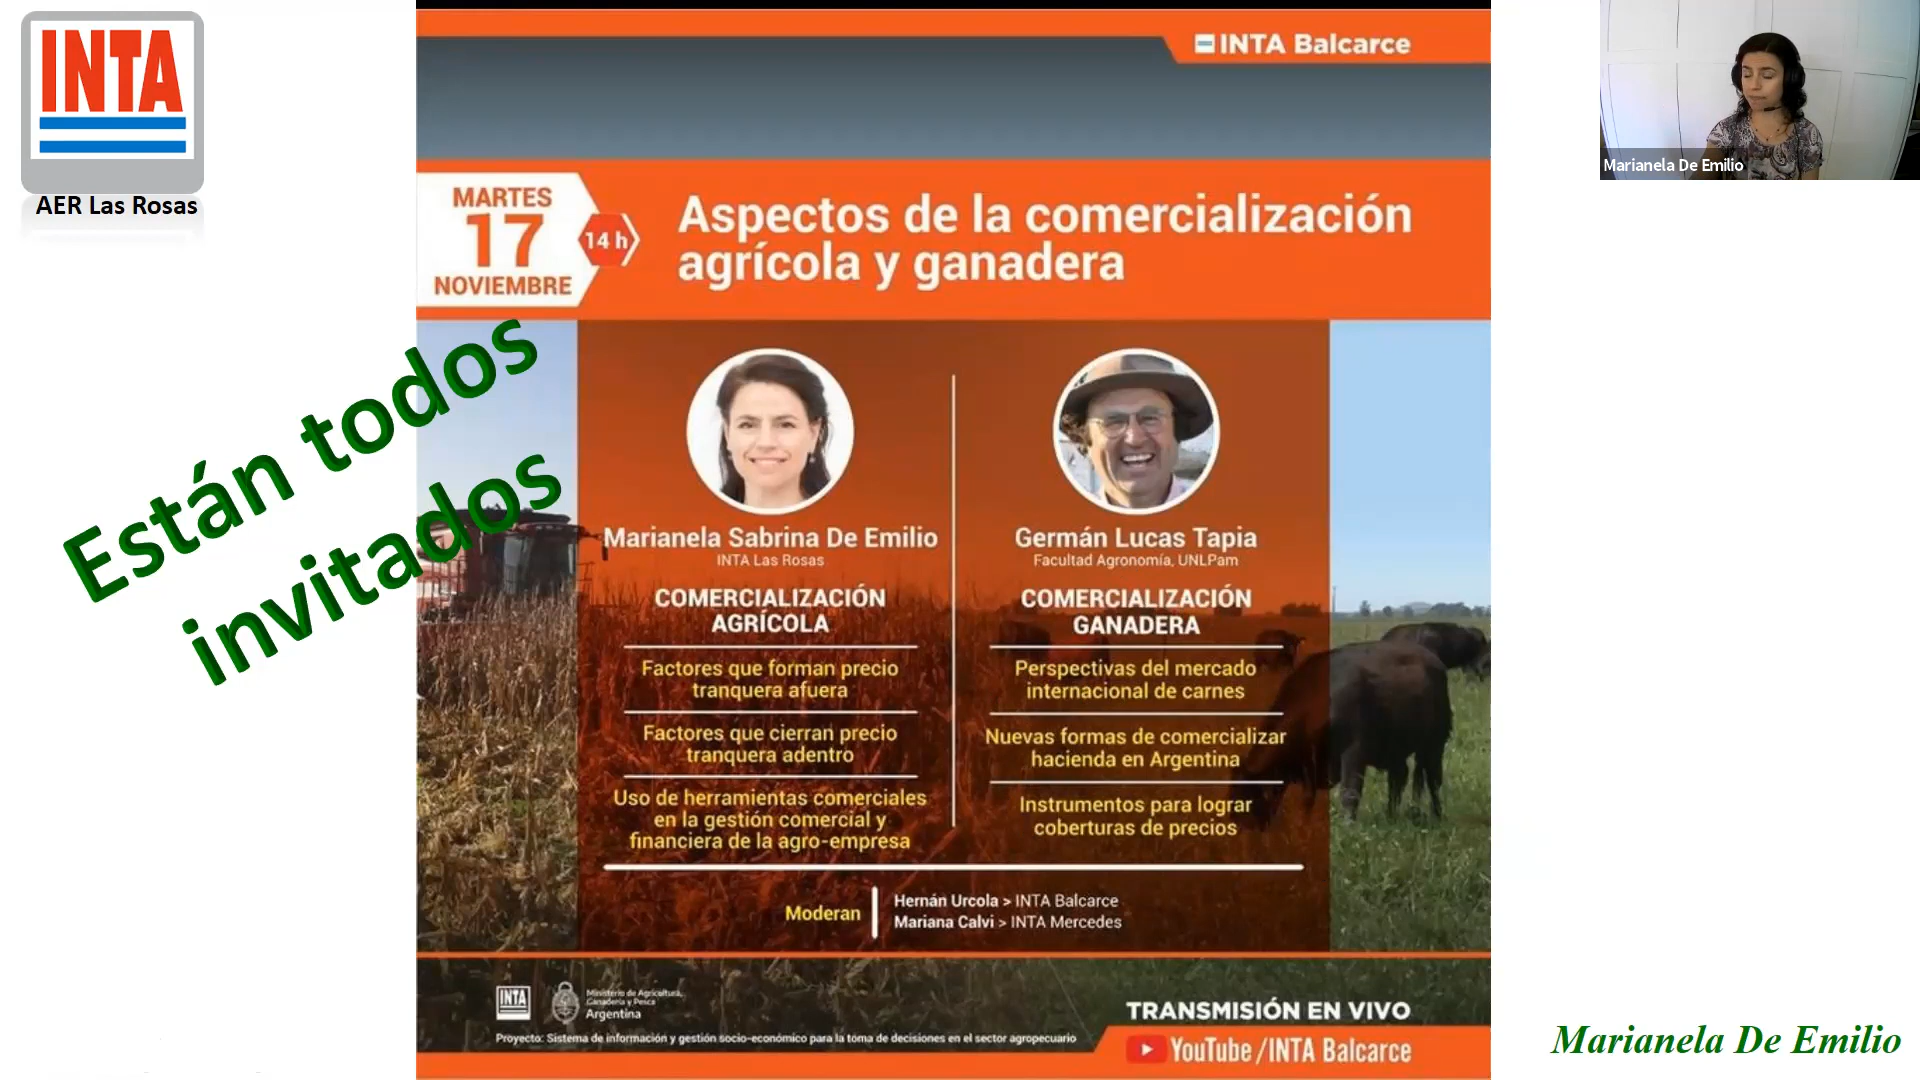 INTA
AER Las Rosas
INTA Balcarce
MARTES
17
NOVIEMBRE
14 h
Aspectos de la comercialización
agrícola y ganadera
Están todos
invitados
Marianela Sabrina De Emilio
INTA Las Rosas
COMERCIALIZACIÓN
AGRÍCOLA
Factores que forman precio
tranquera afuera
Factores que cierran precio
tranquera adentro
Uso de herramientas comerciales
en la gestión comercial y
financiera de la agro-empresa
Germán Lucas Tapia
Facultad Agronomía, UNLPam
COMERCIALIZACIÓN
GANADERA
Perspectivas del mercado
internacional de carnes
Nuevas formas de comercializar
hacienda en Argentina
Instrumentos para lograr
coberturas de precios
Moderan
Hernán Urcola > INTA Balcarce
Mariana Calvi > INTA Mercedes
INTA
Ministerio de Agricultura,
Ganadería y Pesca
Argentina
Proyecto: Sistema de información y gestión socio-económico para la toma de decisiones en el sector agropecuario
TRANSMISIÓN EN VIVO
YouTube /INTA Balcarce
Marianela De Emilio
Marianela De Emilio